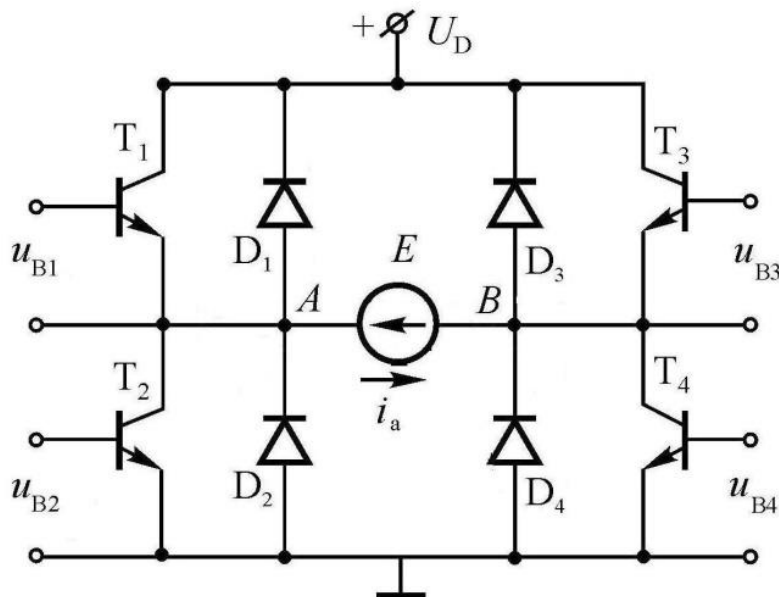 + U_D
T_1
T_3
u_B1
D_1
E
D_3
u_B3
A
B
T_2
T_4
i_a
u_B2
D_2
D_4
u_B4